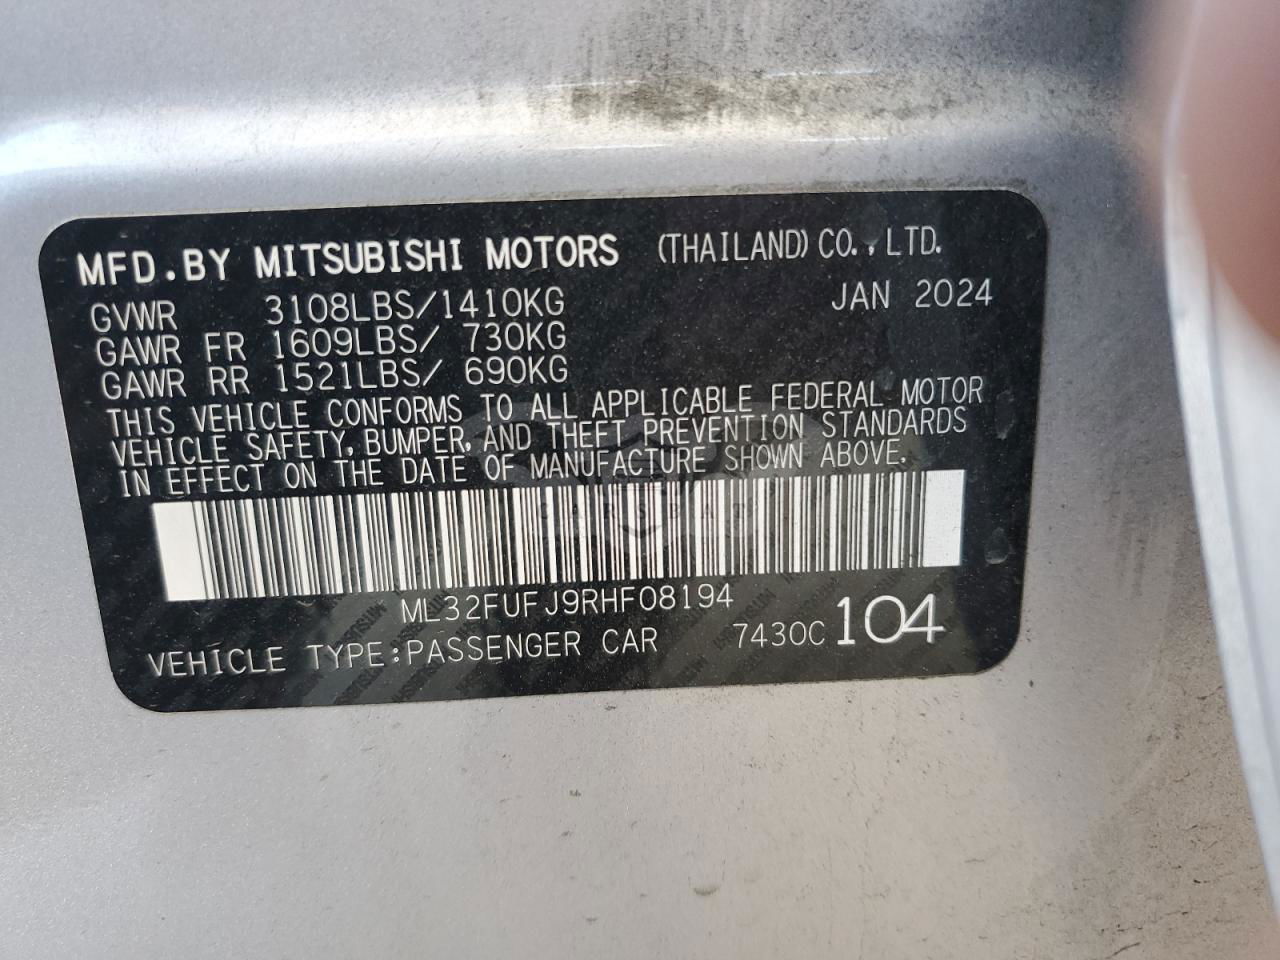 MFD.BY MITSUBISHI MOTORS (THAILAND) CO.,LTD.
GVWR 3108LBS/1410KG JAN 2024
GAWR FR 1609LBS/ 730KG
GAWR RR 1521LBS/ 690KG
THIS VEHICLE CONFORMS TO ALL APPLICABLE FEDERAL MOTOR
VEHICLE SAFETY, BUMPER, AND THEFT PREVENTION STANDARDS
IN EFFECT ON THE DATE OF MANUFACTURE SHOWN ABOVE.
ML32FUFJ9RHF08194
VEHICLE TYPE:PASSENGER CAR 7430C 104